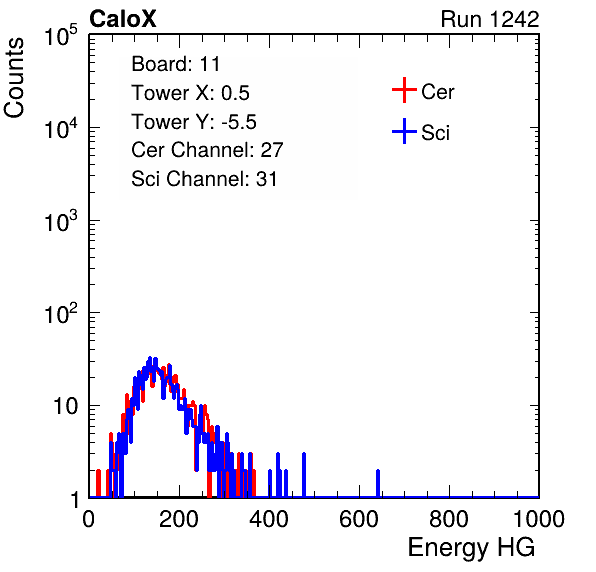 CaloX Run 1242
Counts
Board: 11
Tower X: 0.5
Tower Y: -5.5
Cer Channel: 27
Sci Channel: 31
Cer
Sci
10^5
10^4
10^3
10^2
10
1
0 200 400 600 800 1000
Energy HG